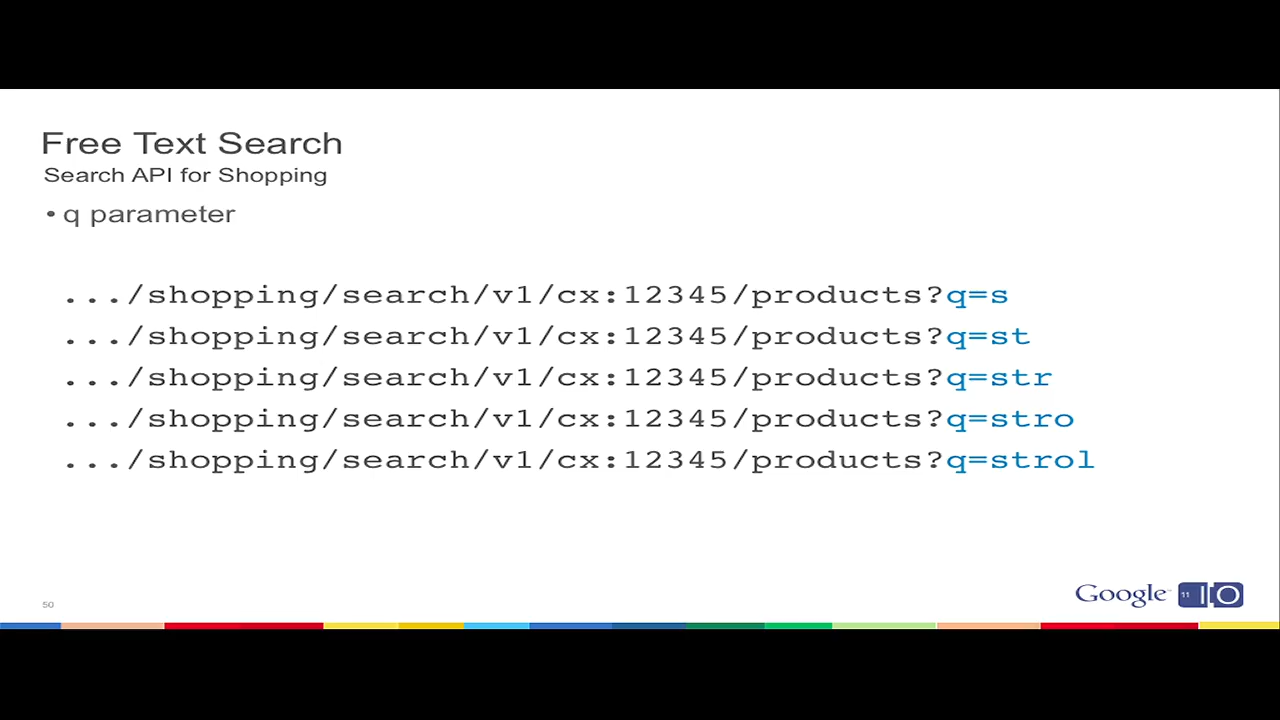 Free Text Search
Search API for Shopping
• q parameter
.../shopping/search/v1/cx:12345/products?q=s
.../shopping/search/v1/cx:12345/products?q=st
.../shopping/search/v1/cx:12345/products?q=str
.../shopping/search/v1/cx:12345/products?q=stro
.../shopping/search/v1/cx:12345/products?q=strol
50
Google 11 IO